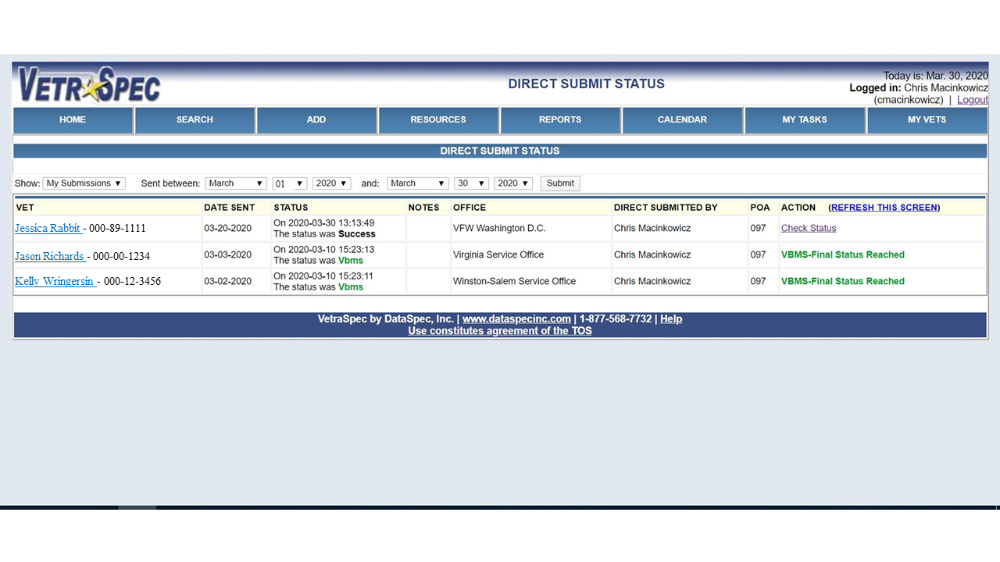 VETRASPEC
DIRECT SUBMIT STATUS
Today is: Mar. 30, 2020
Logged in: Chris Macinkowicz
(cmacinkowicz) | Logout
HOME SEARCH ADD RESOURCES REPORTS CALENDAR MY TASKS MY VETS
DIRECT SUBMIT STATUS
Show: My Submissions ▼ Sent between: March ▼ 01 ▼ 2020 ▼ and: March ▼ 30 ▼ 2020 ▼ Submit
VET DATE SENT STATUS NOTES OFFICE DIRECT SUBMITTED BY POA ACTION (REFRESH THIS SCREEN)
Jessica Rabbit - 000-89-1111 03-20-2020 On 2020-03-30 13:13:49 VFW Washington D.C. Chris Macinkowicz 097 Check Status
The status was Success
Jason Richards - 000-00-1234 03-03-2020 On 2020-03-10 15:23:13 Virginia Service Office Chris Macinkowicz 097 VBMS-Final Status Reached
The status was Vbms
Kelly Wringersin - 000-12-3456 03-02-2020 On 2020-03-10 15:23:11 Winston-Salem Service Office Chris Macinkowicz 097 VBMS-Final Status Reached
The status was Vbms
VetraSpec by DataSpec, Inc. | www.dataspecinc.com | 1-877-568-7732 | Help
Use constitutes agreement of the TOS